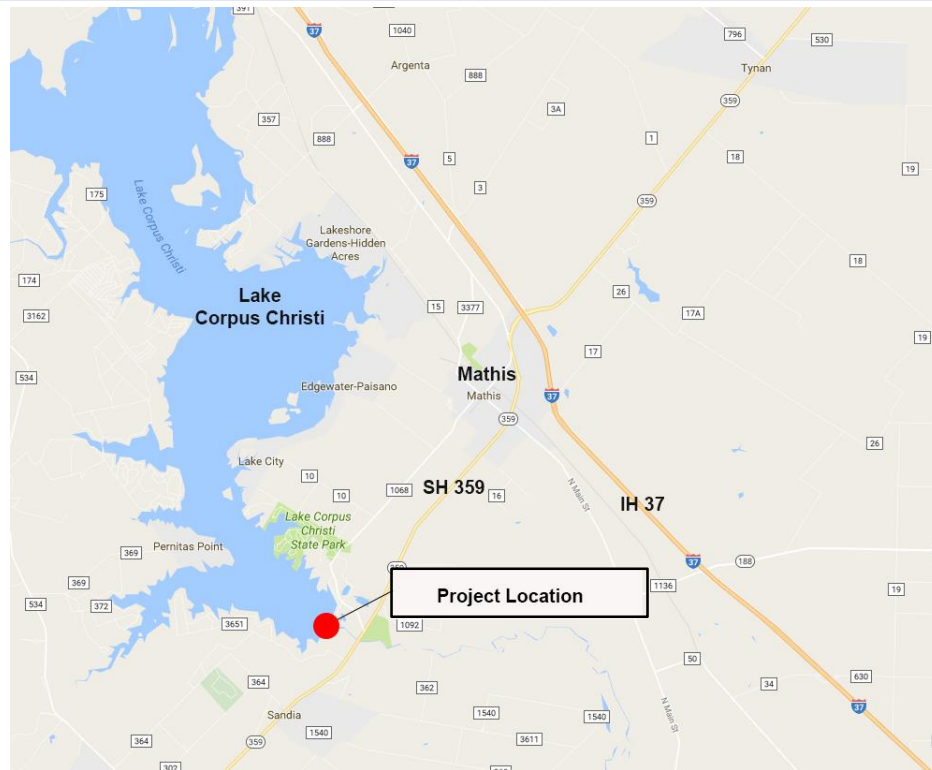 391
37
1040
796
530
Argenta
888
Tynan
359
3A
357
888
1
37
5
18
19
3
175
Lake Corpus Christi
359
Lakeshore
Gardens-Hidden
Acres
18
174
26
Lake
Corpus Christi
15
3377
17A
3162
19
17
Mathis
534
Edgewater-Paisano
Mathis
37
359
26
Lake City
10
1068
SH 359
16
10
N Main St
IH 37
Lake Corpus
Christi
State Park
Pernitas Point
369
37
188
369
Project Location
1136
19
534
372
3651
1092
50
364
362
34
630
37
Sandia
1540
1540
N Main St
1540
364
359
3611
302